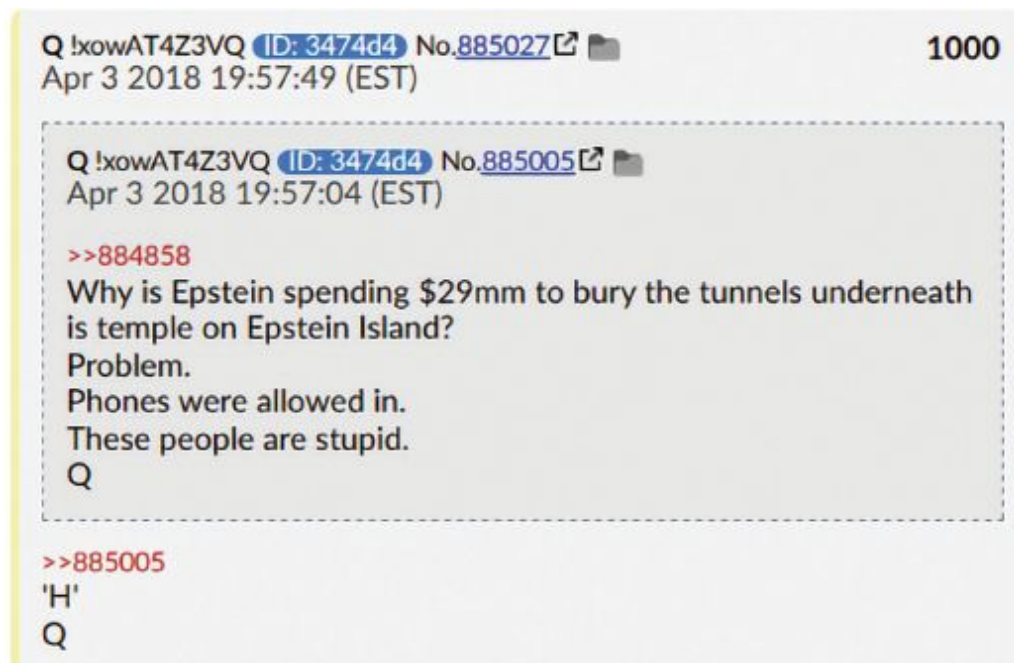 Q !xowAT4Z3VQ ID: 3474d4 No.885027 1000
Apr 3 2018 19:57:49 (EST)
Q !xowAT4Z3VQ ID: 3474d4 No.885005
Apr 3 2018 19:57:04 (EST)
>>884858
Why is Epstein spending $29mm to bury the tunnels underneath
is temple on Epstein Island?
Problem.
Phones were allowed in.
These people are stupid.
Q
>>885005
'H'
Q